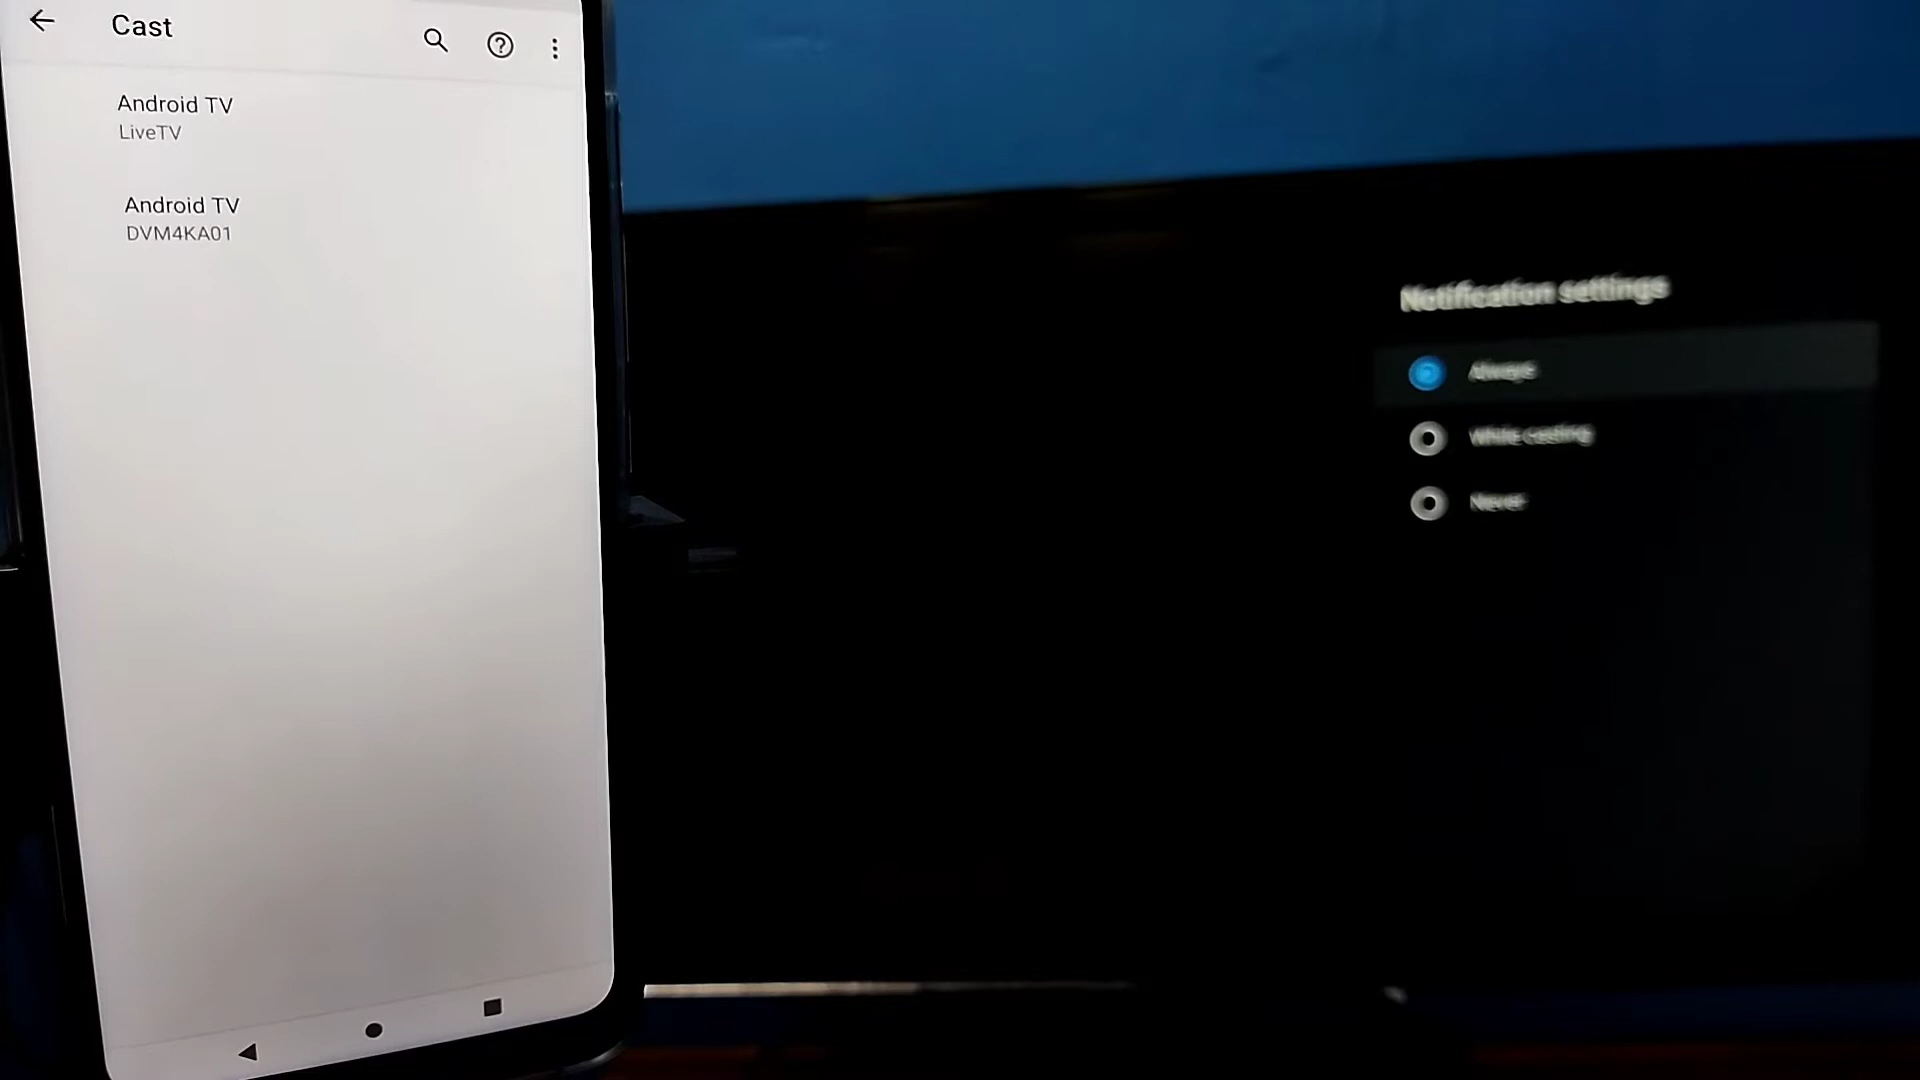 Cast
Android TV
LiveTV
Android TV
DVM4KA01
Notification settings
Always
While casting
Never